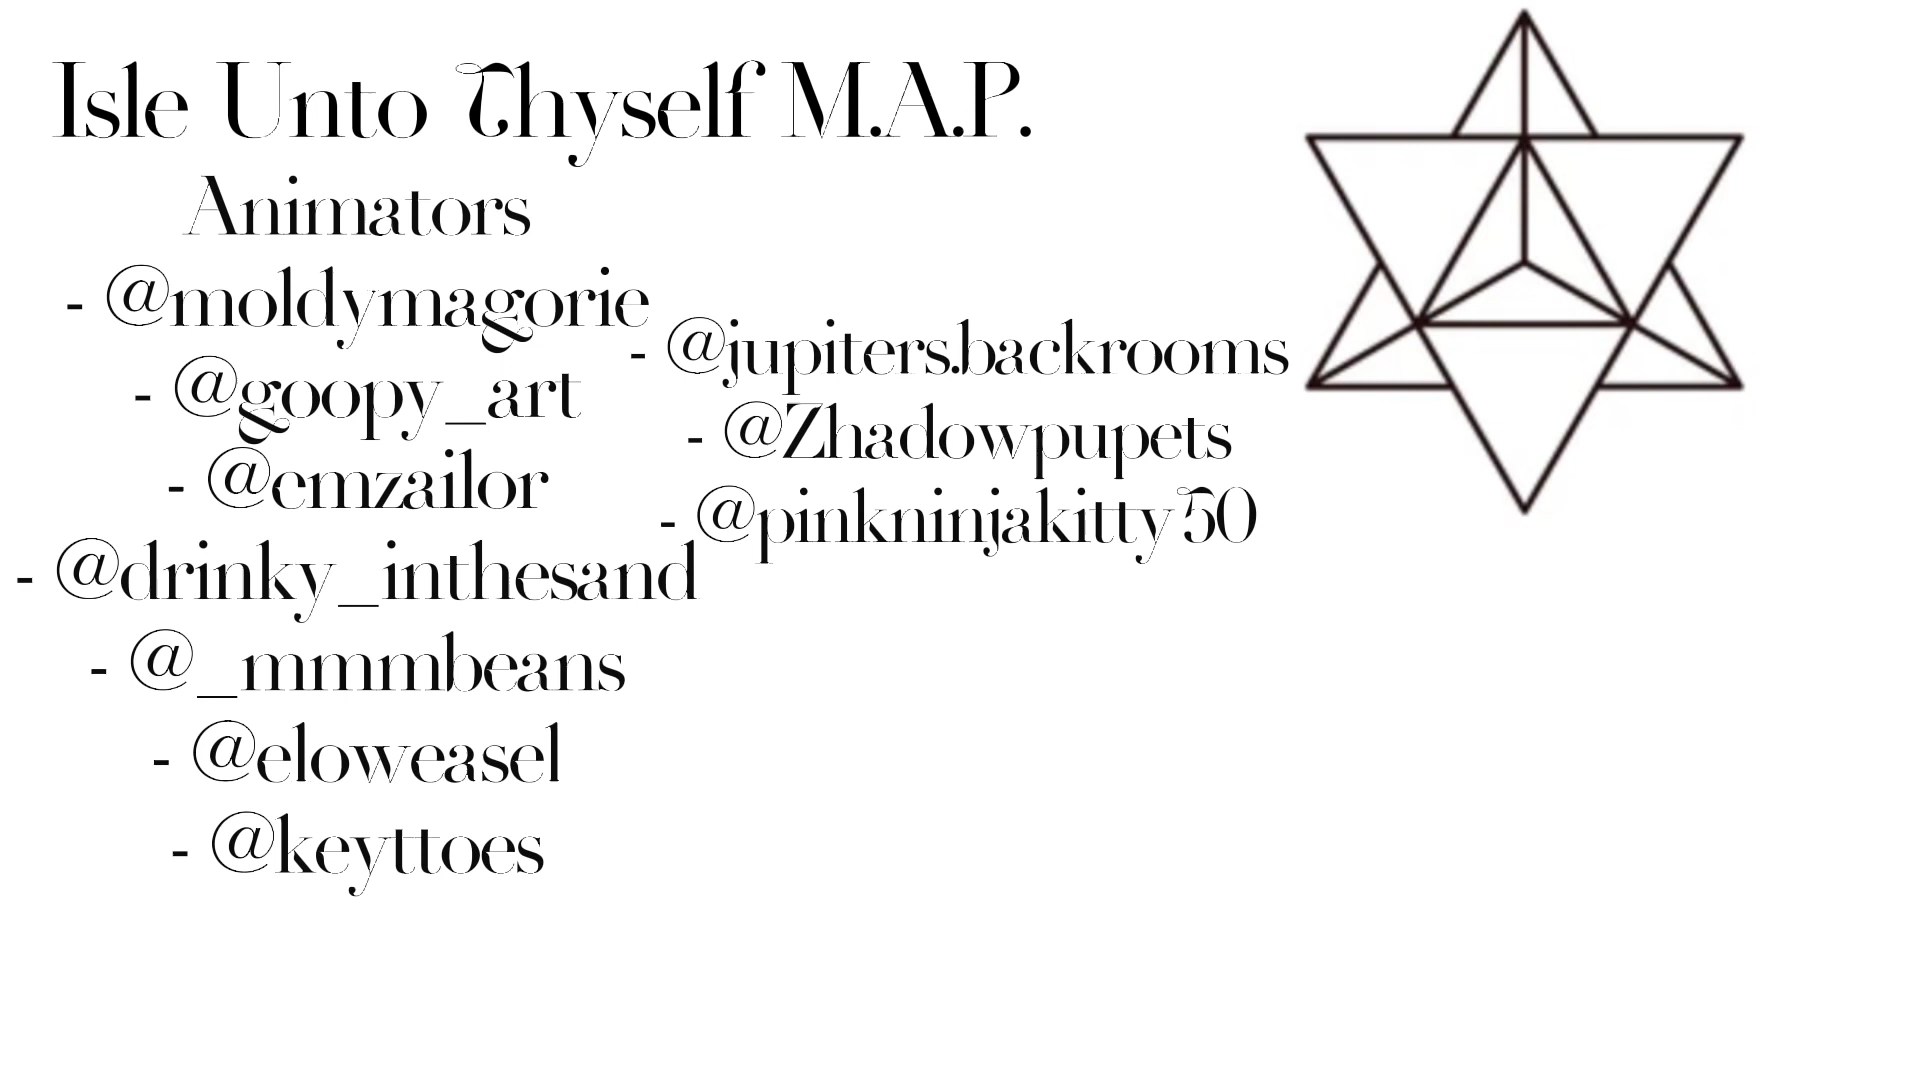 Isle Unto Thyself M.A.P.
Animators
- @moldymagorie
- @goopy_art
- @emzailor
- @drinky_inthesand
- @_mmmbeans
- @eloweasel
- @keyttoes
- @jupiters.backrooms
- @Zhadowpupets
- @pinkninjakitty50